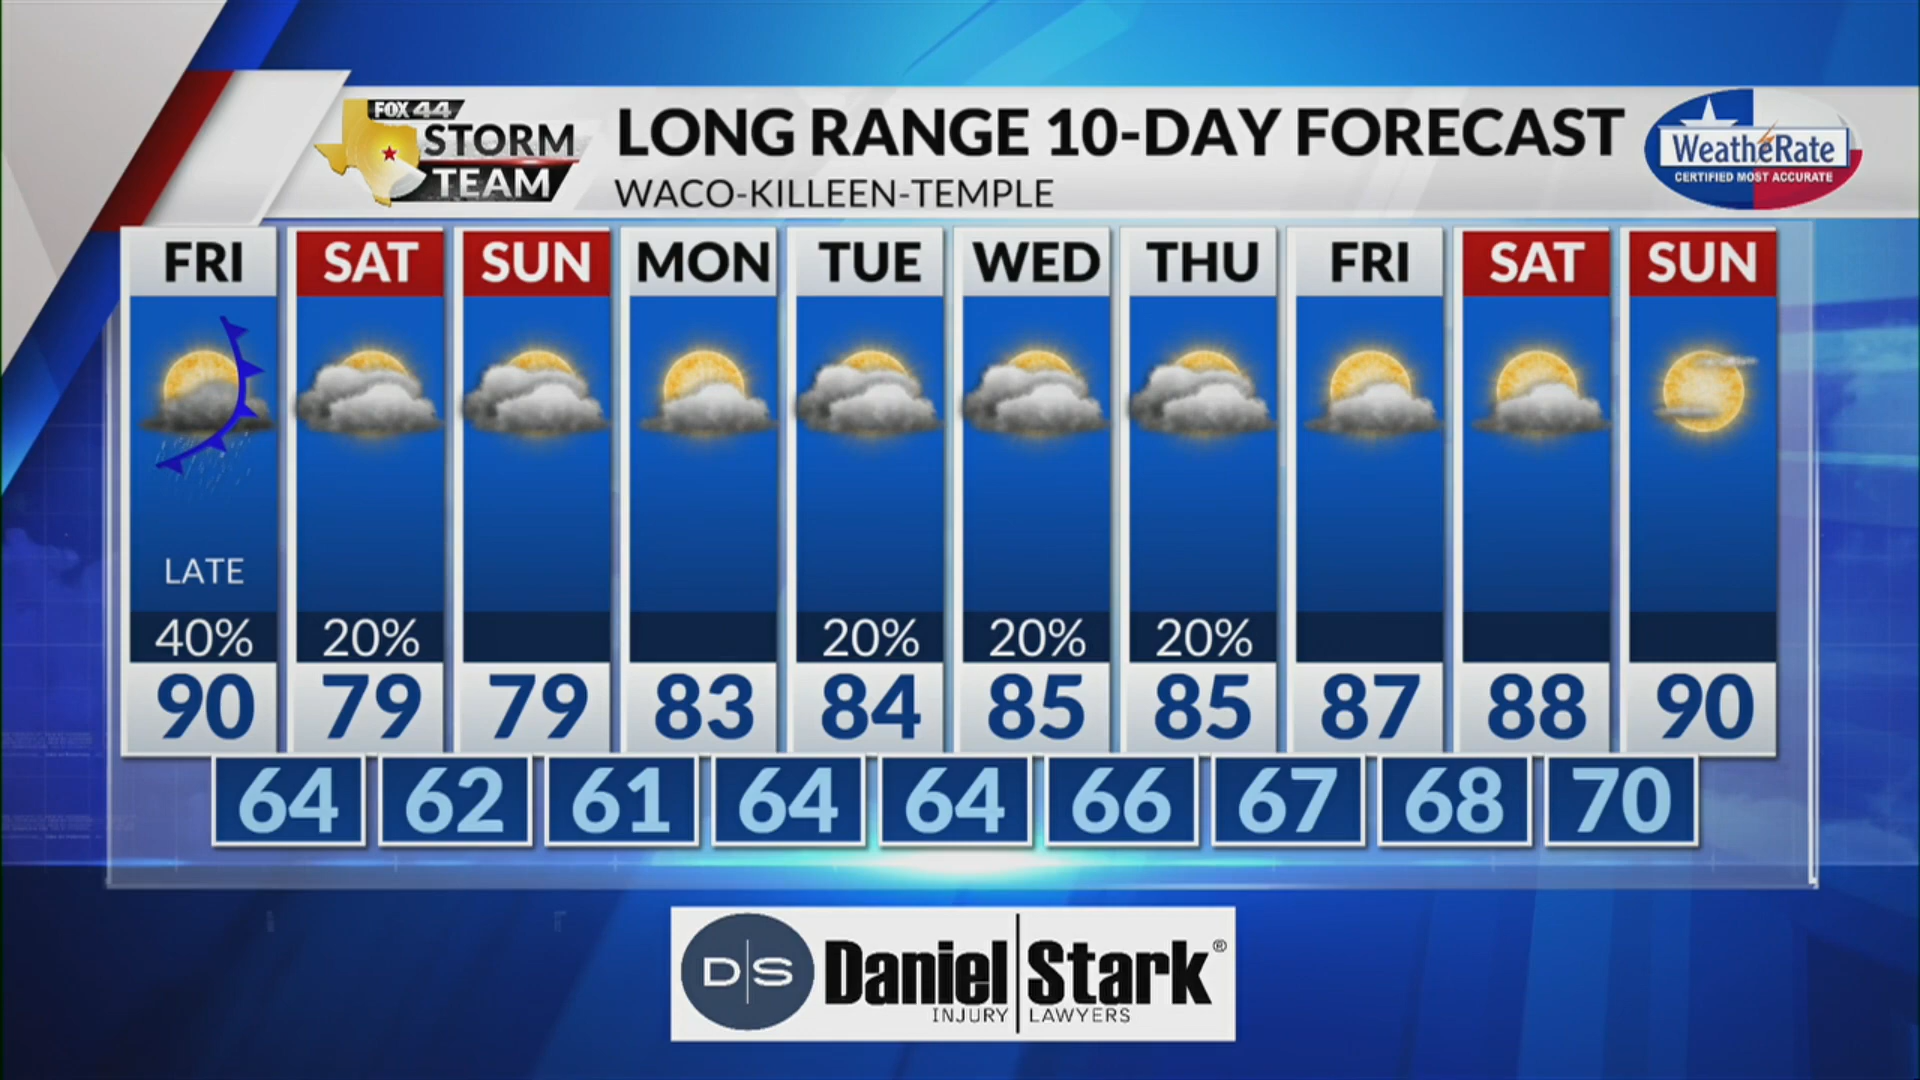 FOX 44
STORM
TEAM
LONG RANGE 10-DAY FORECAST
WACO-KILLEEN-TEMPLE
WeatheRate
CERTIFIED MOST ACCURATE
FRI SAT SUN MON TUE WED THU FRI SAT SUN
LATE
40% 20% 20% 20% 20%
90 79 79 83 84 85 85 87 88 90
64 62 61 64 64 66 67 68 70
D|S Daniel Stark®
INJURY LAWYERS